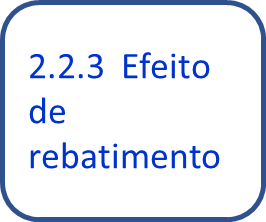 2.2.3 Efeito
de
rebatimento